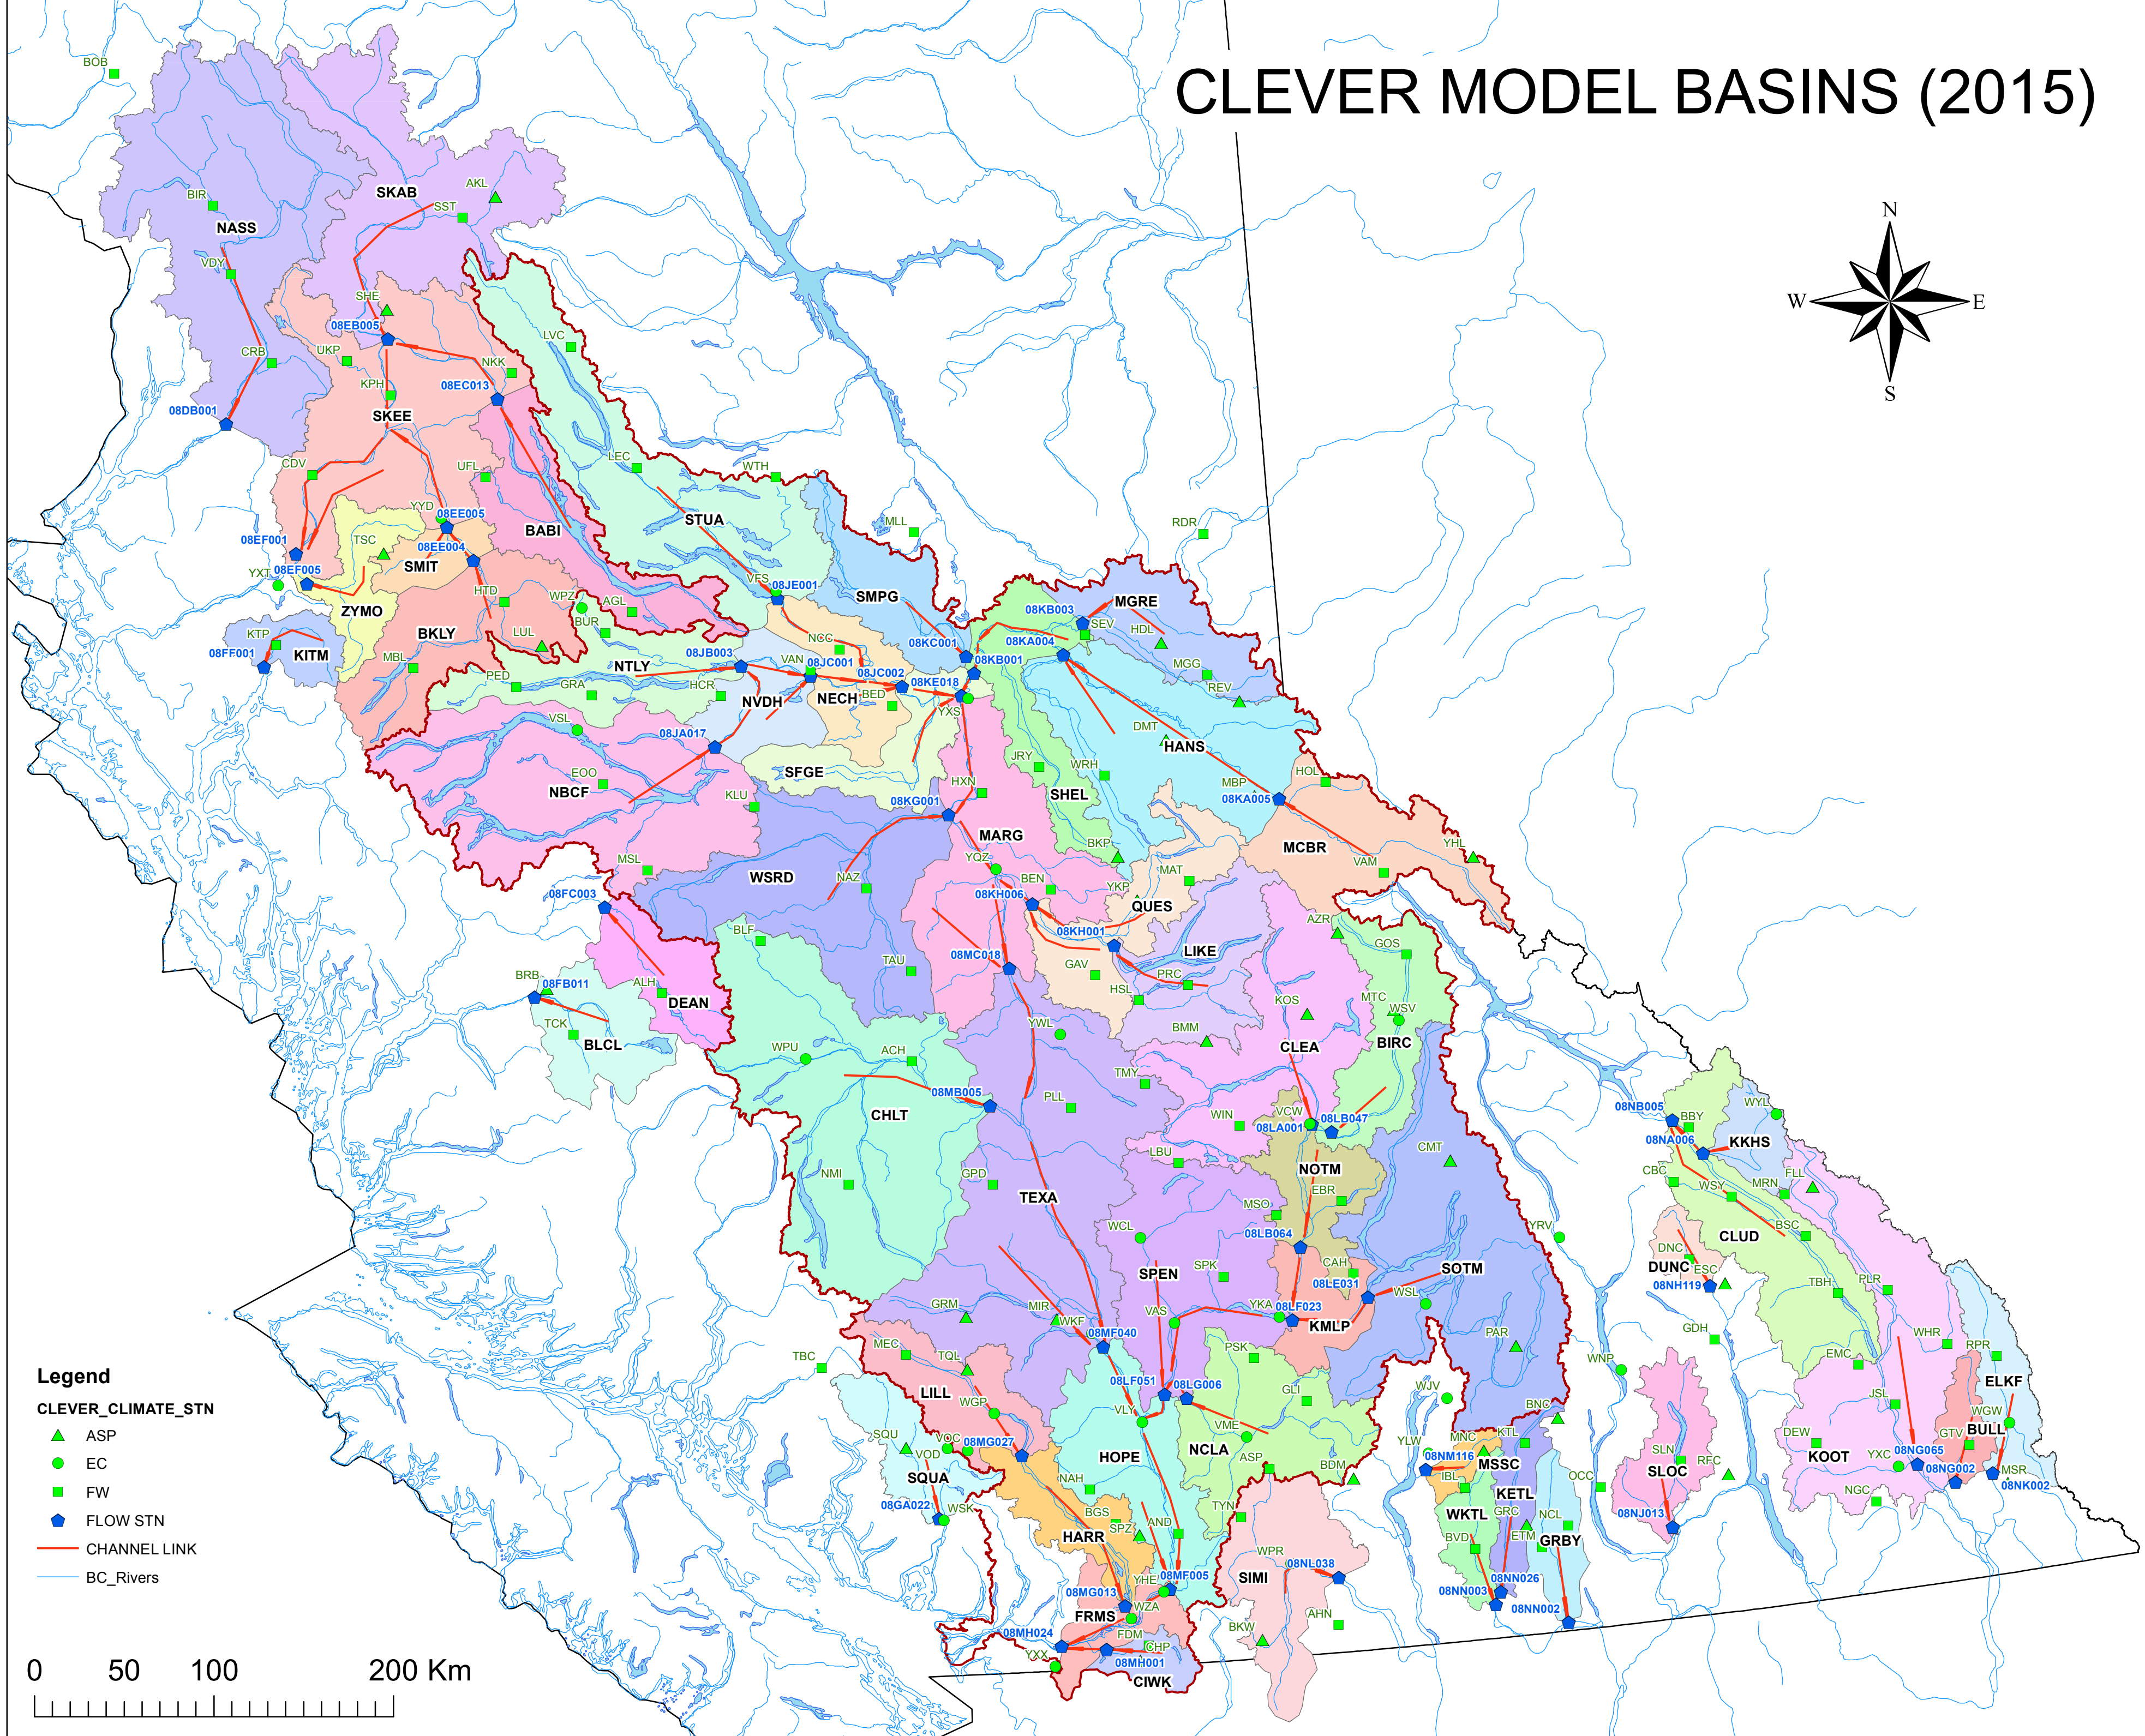 CLEVER MODEL BASINS (2015)
BOB
N
W
E
S
SKAB
AKL
SST
BIR
NASS
VDY
SHE
08EB005
LVC
UKP
CRB
NKK
KPH
08EC013
08DB001
SKEE
CDV
UFL
LEC
WTH
YYD
08EE005
STUA
MLL
RDR
BABI
08EF001
TSC
08EE004
SMIT
YXT
08EF005
VFS
08JE001
SMPG
HTD
WPZ
AGL
MGRE
ZYMO
BUR
08KB003
SEV
HDL
KTP
KITM
BKLY
LUL
NCC
08KC001
08KA004
08FF001
MBL
NTLY
08JB003
VAN
08JC001
08KB001
MGG
PED
GRA
HCR
08JC002
08KE018
REV
NVDH
NECH
BED
YXS
VSL
08JA017
DMT
HANS
EOO
NBCF
SFGE
JRY
WRH
HOL
KLU
HXN
SHEL
MBP
08KA005
08KG001
MARG
BKP
MCBR
YHL
MSL
YQZ
VAM
WSRD
NAZ
BEN
YKP
MAT
08FC003
08KH006
QUES
AZR
BLF
08KH001
LIKE
GOS
TAU
08MC018
GAV
PRC
BRB
08FB011
ALH
DEAN
HSL
KOS
MTC
WSV
TCK
BLCL
YWL
BMM
CLEA
BIRC
WPU
ACH
TMY
08MB005
PLL
CHLT
WIN
VCW
08LA001
08LB047
08NB005
BBY
WYL
08NA006
KKHS
LBU
NOTM
CMT
CBC
WSY
MRN
FLL
NMI
GPD
TEXA
MSO
EBR
WCL
08LB064
YRV
CLUD
BSC
DNC
DUNC
ESC
08NH119
SPEN
SPK
CAH
08LE031
SOTM
WSL
TBH
PLR
GRM
MIR
WKF
VAS
YKA
08LF023
KMLP
PAR
GDH
WHR
RPR
MEC
TQL
08MF040
PSK
TBC
WNP
EMC
ELKF
LILL
WGP
08LF051
08LG006
GLI
WJV
JSL
WGW
VLY
VME
BNC
BULL
GTV
SQU
VOC
VOD
08MG027
HOPE
NCLA
ASP
YLW
MNC
KTL
DEW
KOOT
YXC
08NG065
SQUA
NAH
BDM
08NM116
IBL
MSSC
SLN
SLOC
RFC
08NG002
MSR
08NK002
08GA022
WSK
BGS
SPZ
AND
TYN
KETL
OCC
NGC
HARR
WKTL
GRC
NCL
08NJ013
ETM
GRBY
BVD
WPR
08NL038
SIMI
08MG013
YHE
08MF005
08NN003
08NN026
08NN002
FRMS
WZA
AHN
BKW
08MH024
FDM
CHP
YXX
08MH001
CIWK
Legend
CLEVER_CLIMATE_STN
ASP
EC
FW
FLOW STN
CHANNEL LINK
BC_Rivers
0 50 100 200 Km